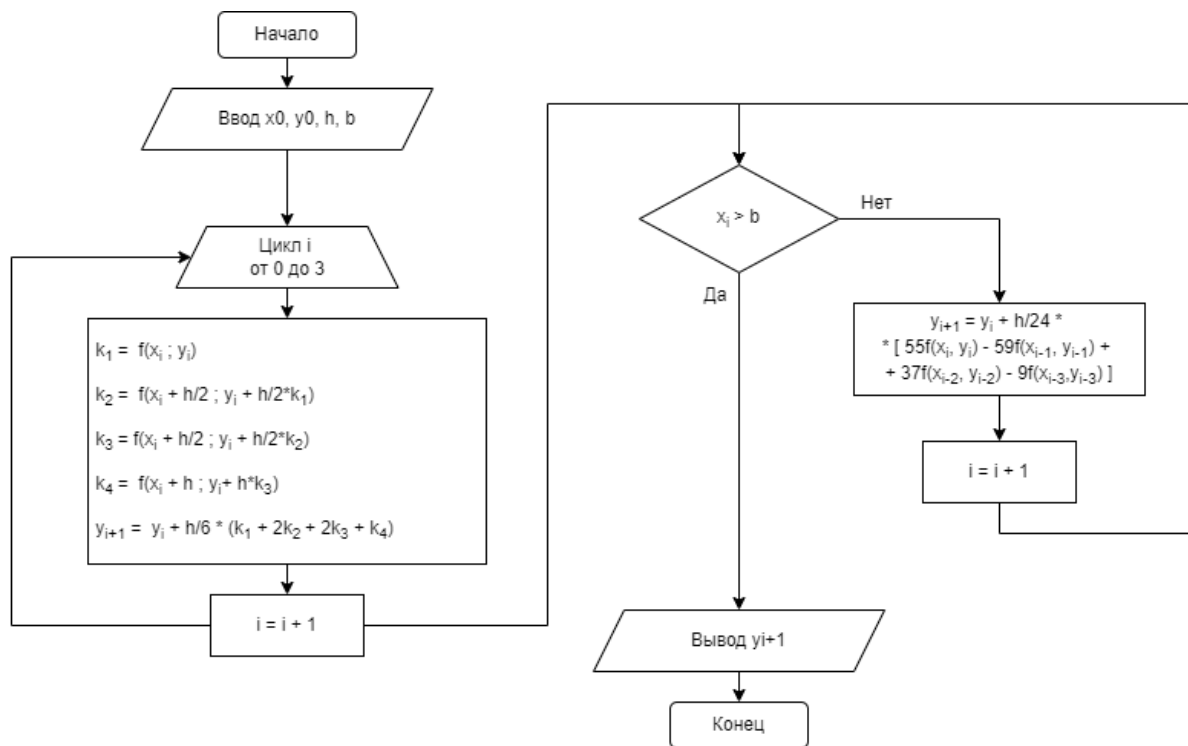 Начало
Ввод x0, y0, h, b
Цикл i
от 0 до 3
k₁ = f(xᵢ ; yᵢ)
k₂ = f(xᵢ + h/2 ; yᵢ + h/2*k₁)
k₃ = f(xᵢ + h/2 ; yᵢ + h/2*k₂)
k₄ = f(xᵢ + h ; yᵢ+ h*k₃)
yᵢ₊₁ = yᵢ + h/6 * (k₁ + 2k₂ + 2k₃ + k₄)
i = i + 1
xᵢ > b
Нет
Да
yᵢ₊₁ = yᵢ + h/24 *
* [ 55f(xᵢ, yᵢ) - 59f(xᵢ₋₁, yᵢ₋₁) +
+ 37f(xᵢ₋₂, yᵢ₋₂) - 9f(xᵢ₋₃,yᵢ₋₃) ]
i = i + 1
Вывод yi+1
Конец